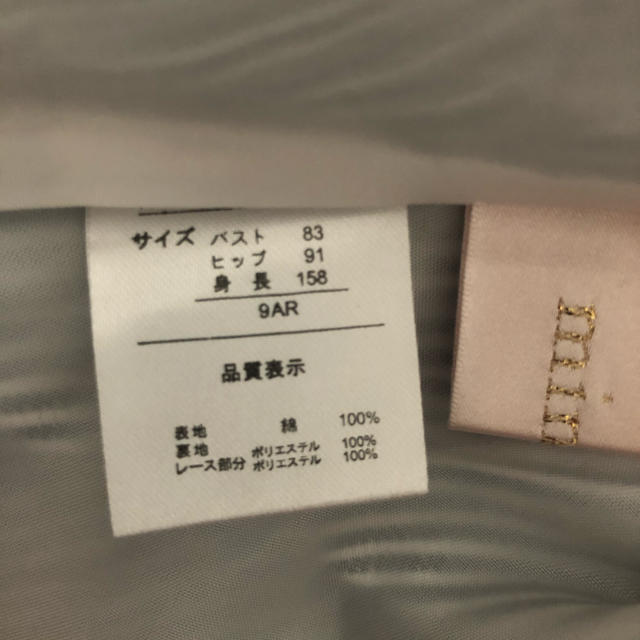 サイズ バスト 83
ヒップ 91
身長 158
9AR
品質表示
表地 綿 100%
裏地 ポリエステル 100%
レース部分 ポリエステル 100%